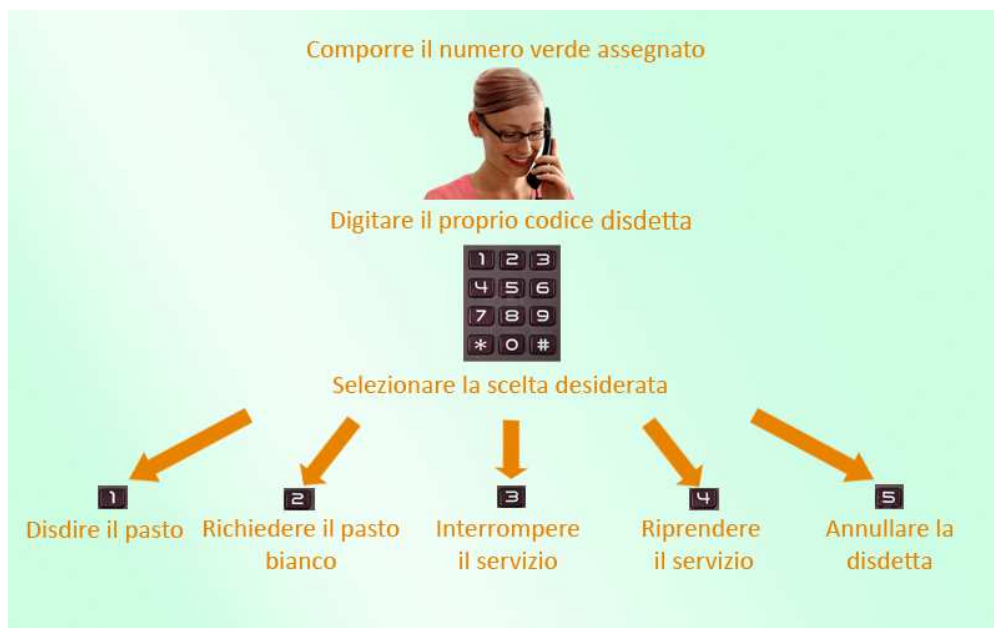 Comporre il numero verde assegnato
Digitare il proprio codice disdetta
1 2 3
4 5 6
7 8 9
* 0 #
Selezionare la scelta desiderata
1
Disdire il pasto
2
Richiedere il pasto
bianco
3
Interrompere
il servizio
4
Riprendere
il servizio
5
Annullare la
disdetta